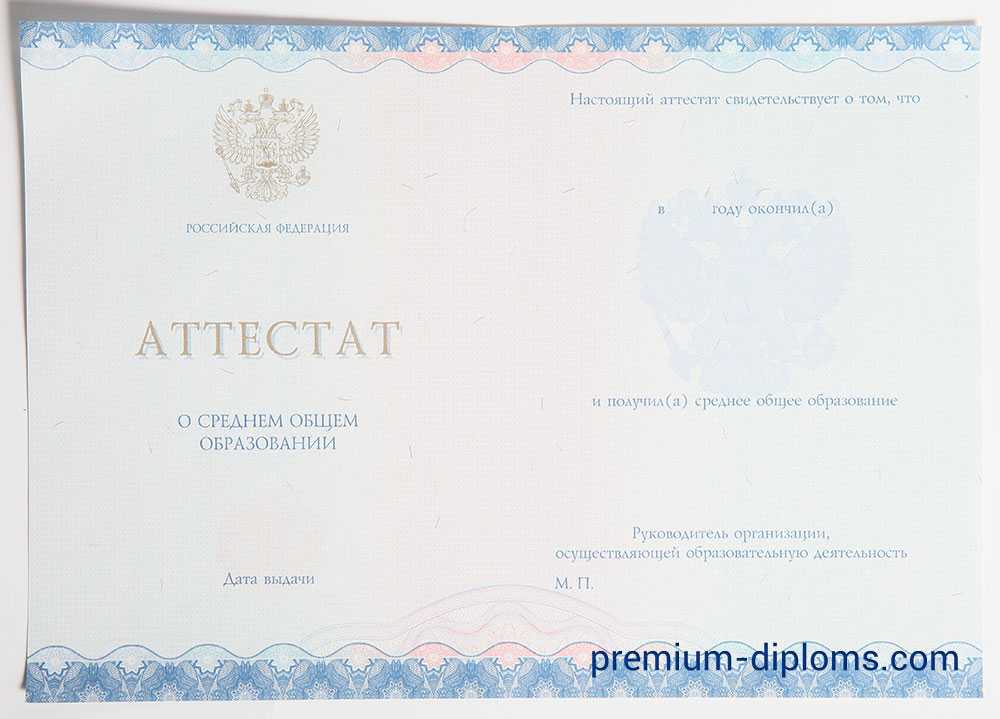 РОССИЙСКАЯ ФЕДЕРАЦИЯ
АТТЕСТАТ
О СРЕДНЕМ ОБЩЕМ
ОБРАЗОВАНИИ
Дата выдачи
Настоящий аттестат свидетельствует о том, что
в году окончил(а)
и получил(а) среднее общее образование
Руководитель организации,
осуществляющей образовательную деятельность
М. П.
premium-diploms.com